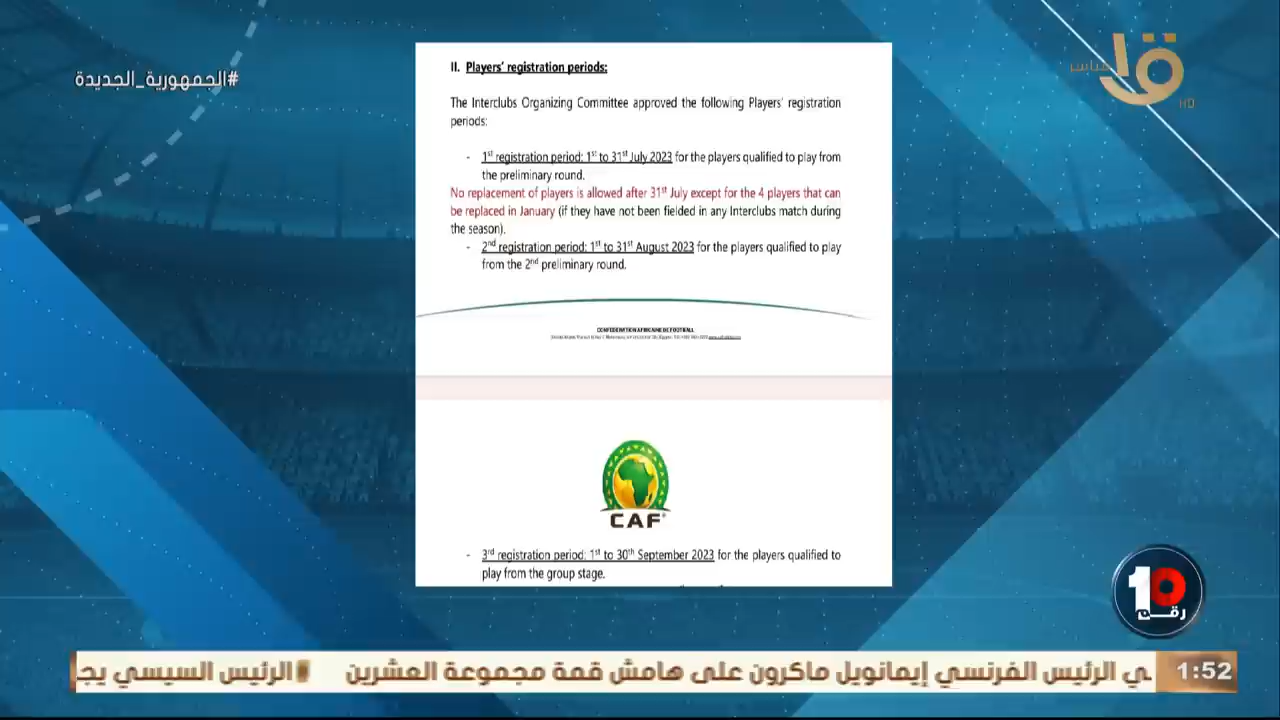 #الجمهورية_الجديدة
مباشر
HD
II. Players' registration periods:
The Interclubs Organizing Committee approved the following Players' registration
periods:
- 1st registration period: 1st to 31st July 2023 for the players qualified to play from
the preliminary round.
No replacement of players is allowed after 31st July except for the 4 players that can
be replaced in January (if they have not been fielded in any Interclubs match during
the season).
- 2nd registration period: 1st to 31st August 2023 for the players qualified to play
from the 2nd preliminary round.
CONFEDERATION AFRICAINE DE FOOTBALL
CAF
- 3rd registration period: 1st to 30th September 2023 for the players qualified to
play from the group stage.
رقم 10
ي الرئيس الفرنسي إيمانويل ماكرون على هامش قمة مجموعة العشرين الرئيس السيسي يج
1:52